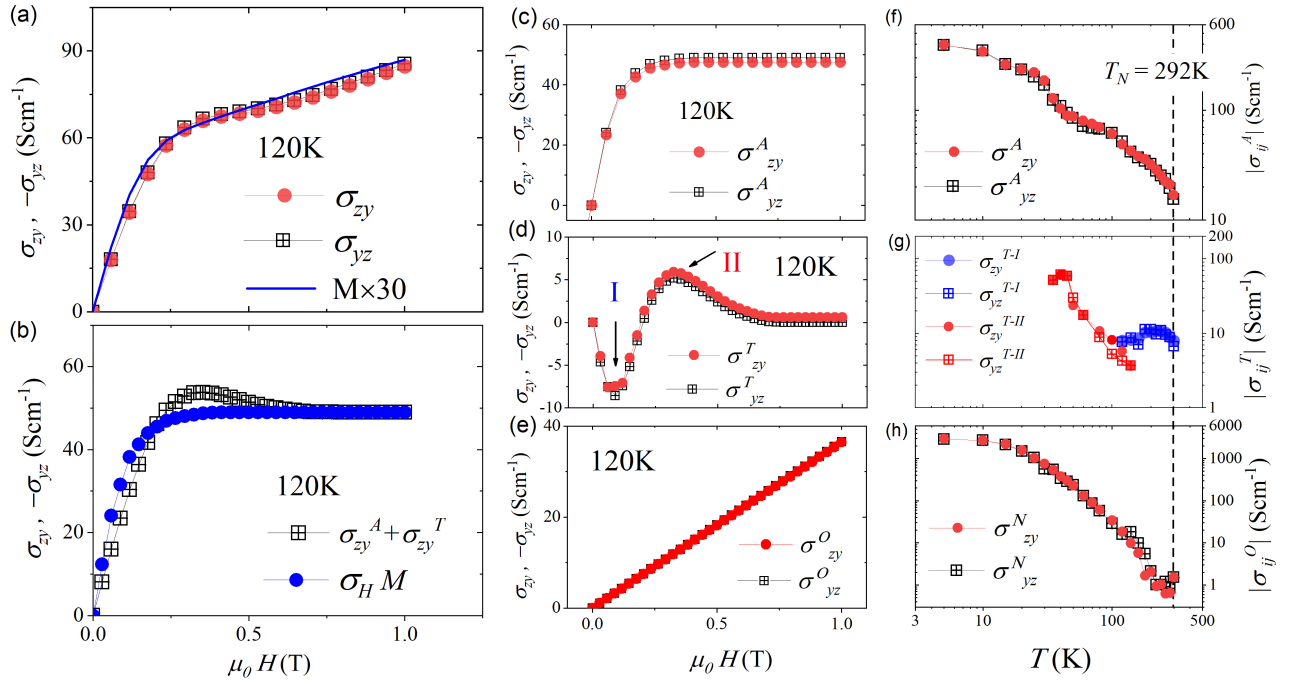 (a)
90
60
30
0
σzy , −σyz (Scm⁻¹)
120K
σzy
σyz
M×30
(b)
60
40
20
0
σzy , −σyz (Scm⁻¹)
120K
σzyᴬ+σzyᵀ
σH M
0.0 0.5 1.0
μ0 H (T)
(c)
60
40
20
0
σzy , −σyz (Scm⁻¹)
120K
σᴬzy
σᴬyz
(d)
10
5
0
-5
-10
σzy , −σyz (Scm⁻¹)
I
II
120K
σᵀzy
σᵀyz
(e)
40
20
0
σzy , −σyz (Scm⁻¹)
120K
σᴼzy
σᴼyz
0.0 0.5 1.0
μ0 H (T)
(f)
600
100
10
|σijᴬ| (Scm⁻¹)
TN = 292K
σᴬzy
σᴬyz
(g)
200
100
10
1
|σijᵀ| (Scm⁻¹)
σzyᵀ⁻ᴵ
σyzᵀ⁻ᴵ
σzyᵀ⁻ᴵᴵ
σyzᵀ⁻ᴵᴵ
(h)
6000
1000
100
10
1
|σijᴼ| (Scm⁻¹)
σᴺzy
σᴺyz
3 10 100 500
T (K)